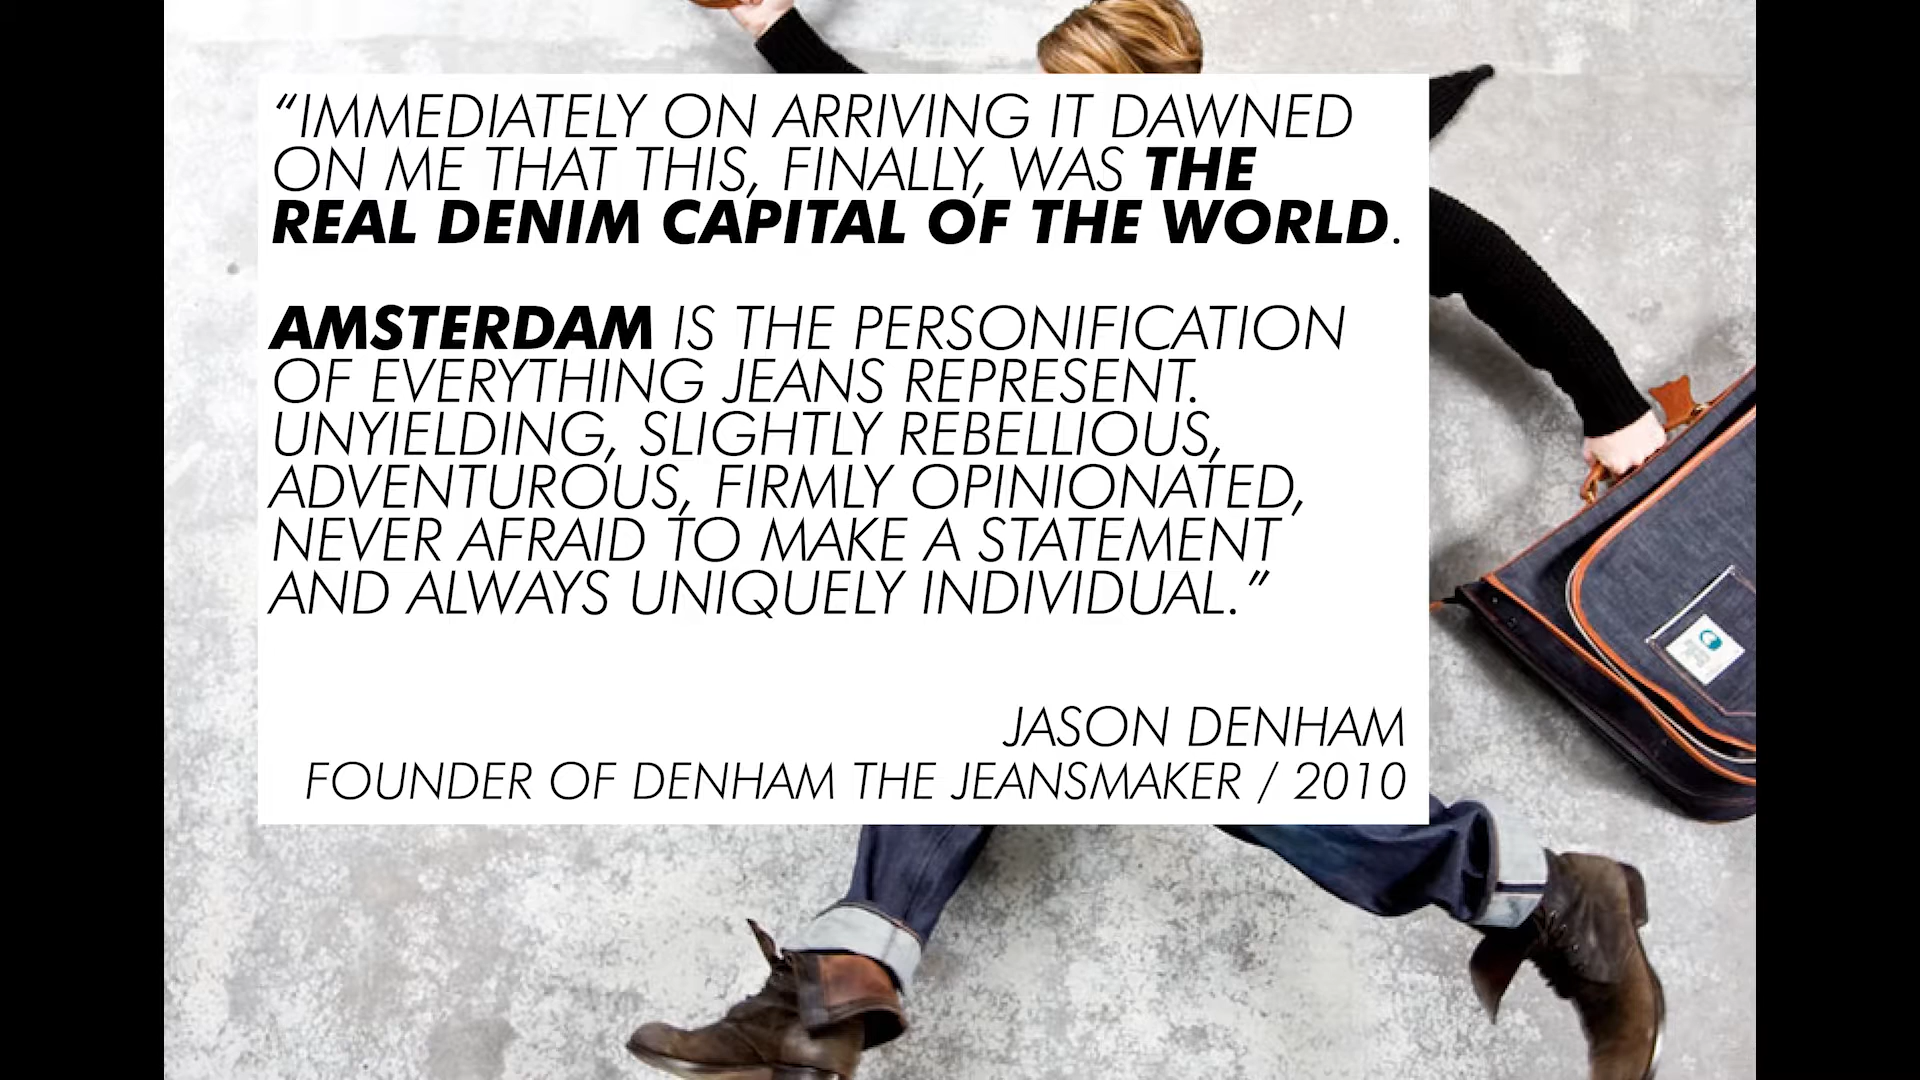 “IMMEDIATELY ON ARRIVING IT DAWNED
ON ME THAT THIS, FINALLY, WAS THE
REAL DENIM CAPITAL OF THE WORLD.
AMSTERDAM IS THE PERSONIFICATION
OF EVERYTHING JEANS REPRESENT.
UNYIELDING, SLIGHTLY REBELLIOUS,
ADVENTUROUS, FIRMLY OPINIONATED,
NEVER AFRAID TO MAKE A STATEMENT
AND ALWAYS UNIQUELY INDIVIDUAL.”
JASON DENHAM
FOUNDER OF DENHAM THE JEANSMAKER / 2010